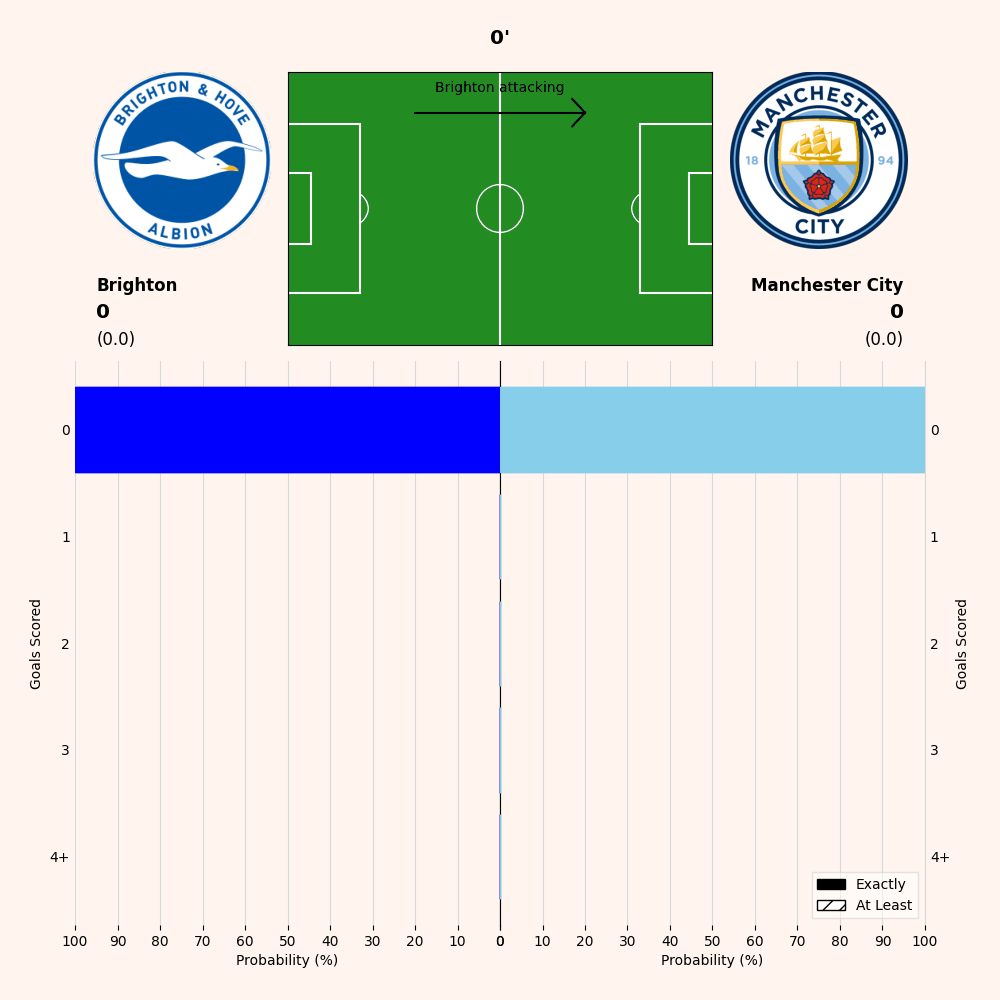 0'
BRIGHTON & HOVE
ALBION
Brighton attacking
MANCHESTER
18 94
CITY
Brighton
0
(0.0)
Manchester City
0
(0.0)
0
1
2
3
4+
Goals Scored
0
1
2
3
4+
Goals Scored
Exactly
At Least
100 90 80 70 60 50 40 30 20 10 0
Probability (%)
0 10 20 30 40 50 60 70 80 90 100
Probability (%)